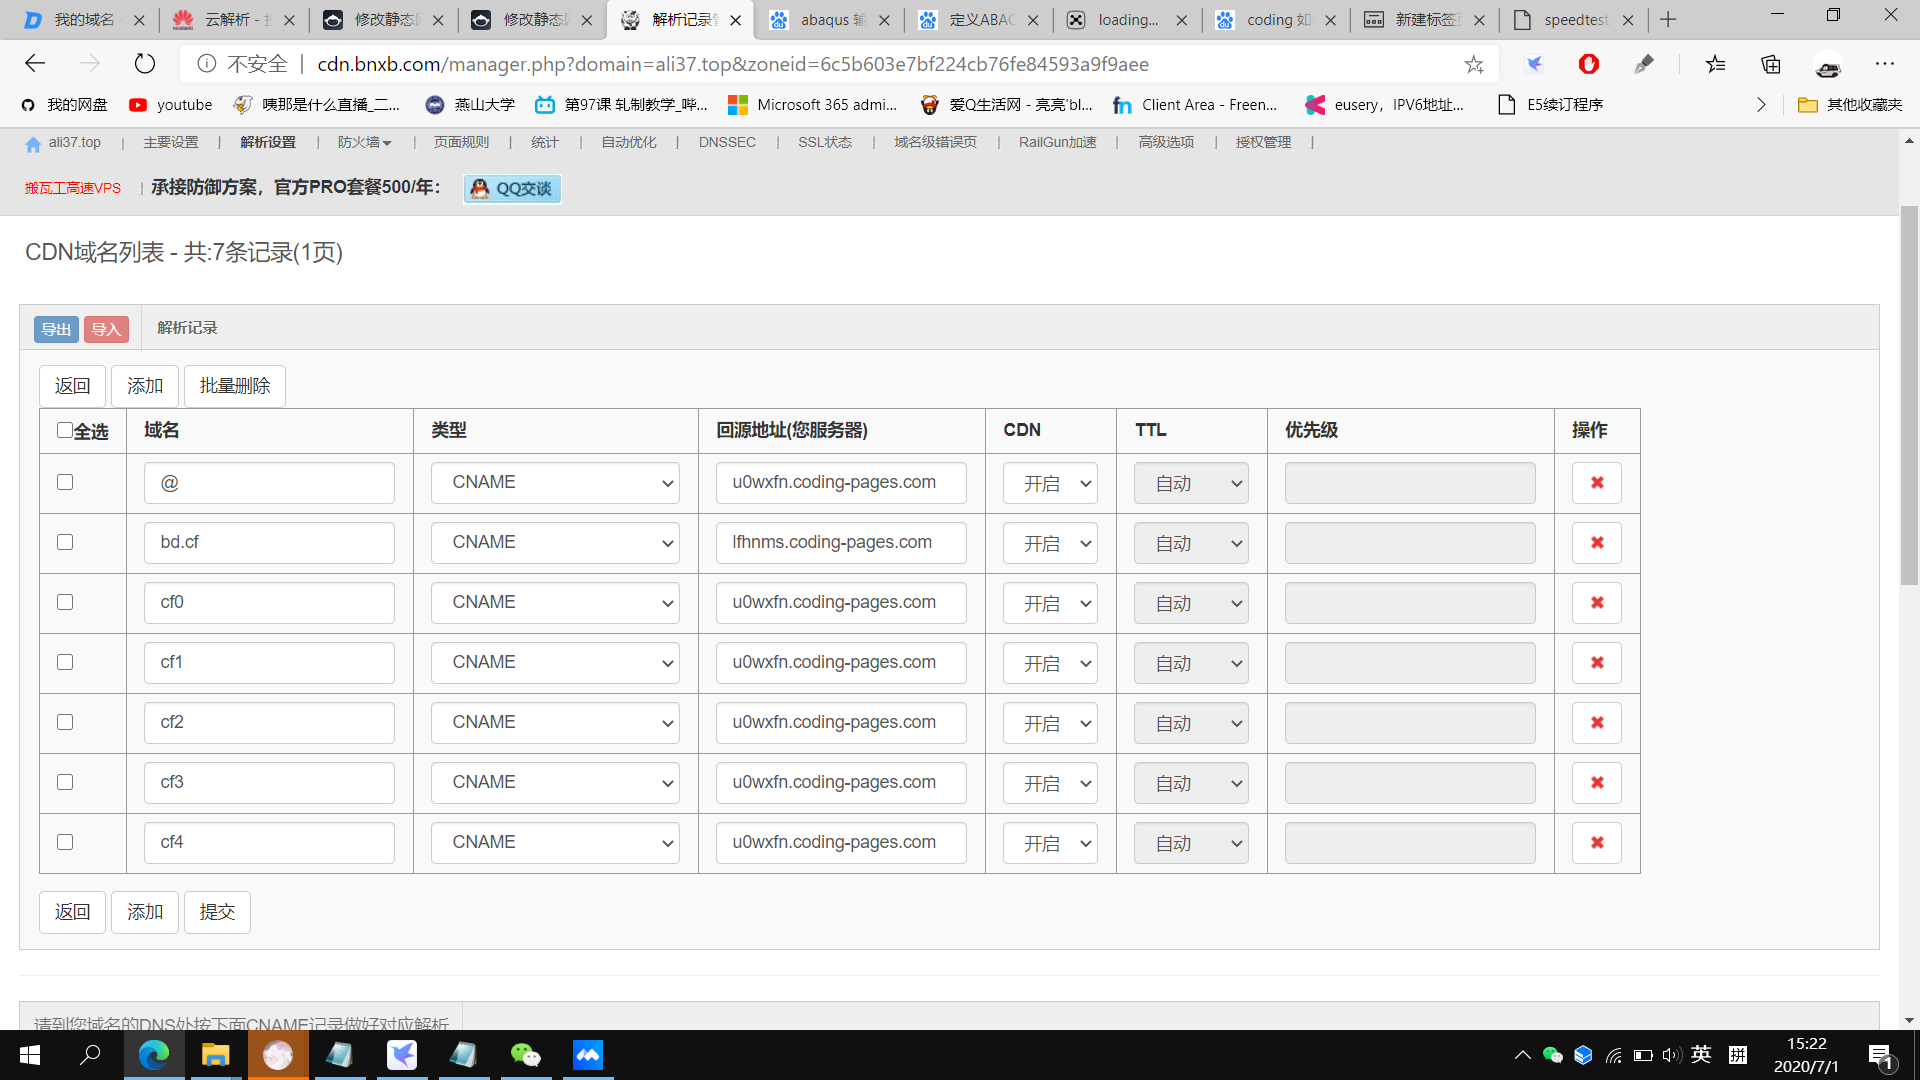 我的域名
云解析 -
修改静态
修改静态
解析记录
abaqus
定义ABA
loading...
coding 如
新建标签
speedtest
不安全
cdn.bnxb.com/manager.php?domain=ali37.top&zoneid=6c5b603e7bf224cb76fe84593a9f9aee
我的网盘
youtube
咦那是什么直播_二...
燕山大学
第97课 轧制教学_哔...
Microsoft 365 admi...
爱Q生活网 - 亮亮'bl...
Client Area - Freen...
eusery，IPV6地址...
E5续订程序
其他收藏夹
ali37.top | 主要设置 | 解析设置 | 防火墙 | 页面规则 | 统计 | 自动优化 | DNSSEC | SSL状态 | 域名级错误页 | RailGun加速 | 高级选项 | 授权管理 |
搬瓦工高速VPS | 承接防御方案，官方PRO套餐500/年： QQ交谈
CDN域名列表 - 共:7条记录(1页)
导出 导入 解析记录
返回 添加 批量删除
全选 域名 类型 回源地址(您服务器) CDN TTL 优先级 操作
@ CNAME u0wxfn.coding-pages.com 开启 自动
bd.cf CNAME lfhnms.coding-pages.com 开启 自动
cf0 CNAME u0wxfn.coding-pages.com 开启 自动
cf1 CNAME u0wxfn.coding-pages.com 开启 自动
cf2 CNAME u0wxfn.coding-pages.com 开启 自动
cf3 CNAME u0wxfn.coding-pages.com 开启 自动
cf4 CNAME u0wxfn.coding-pages.com 开启 自动
返回 添加 提交
请到您域名的DNS处按下面CNAME记录做好对应解析
英 拼
15:22
2020/7/1
1